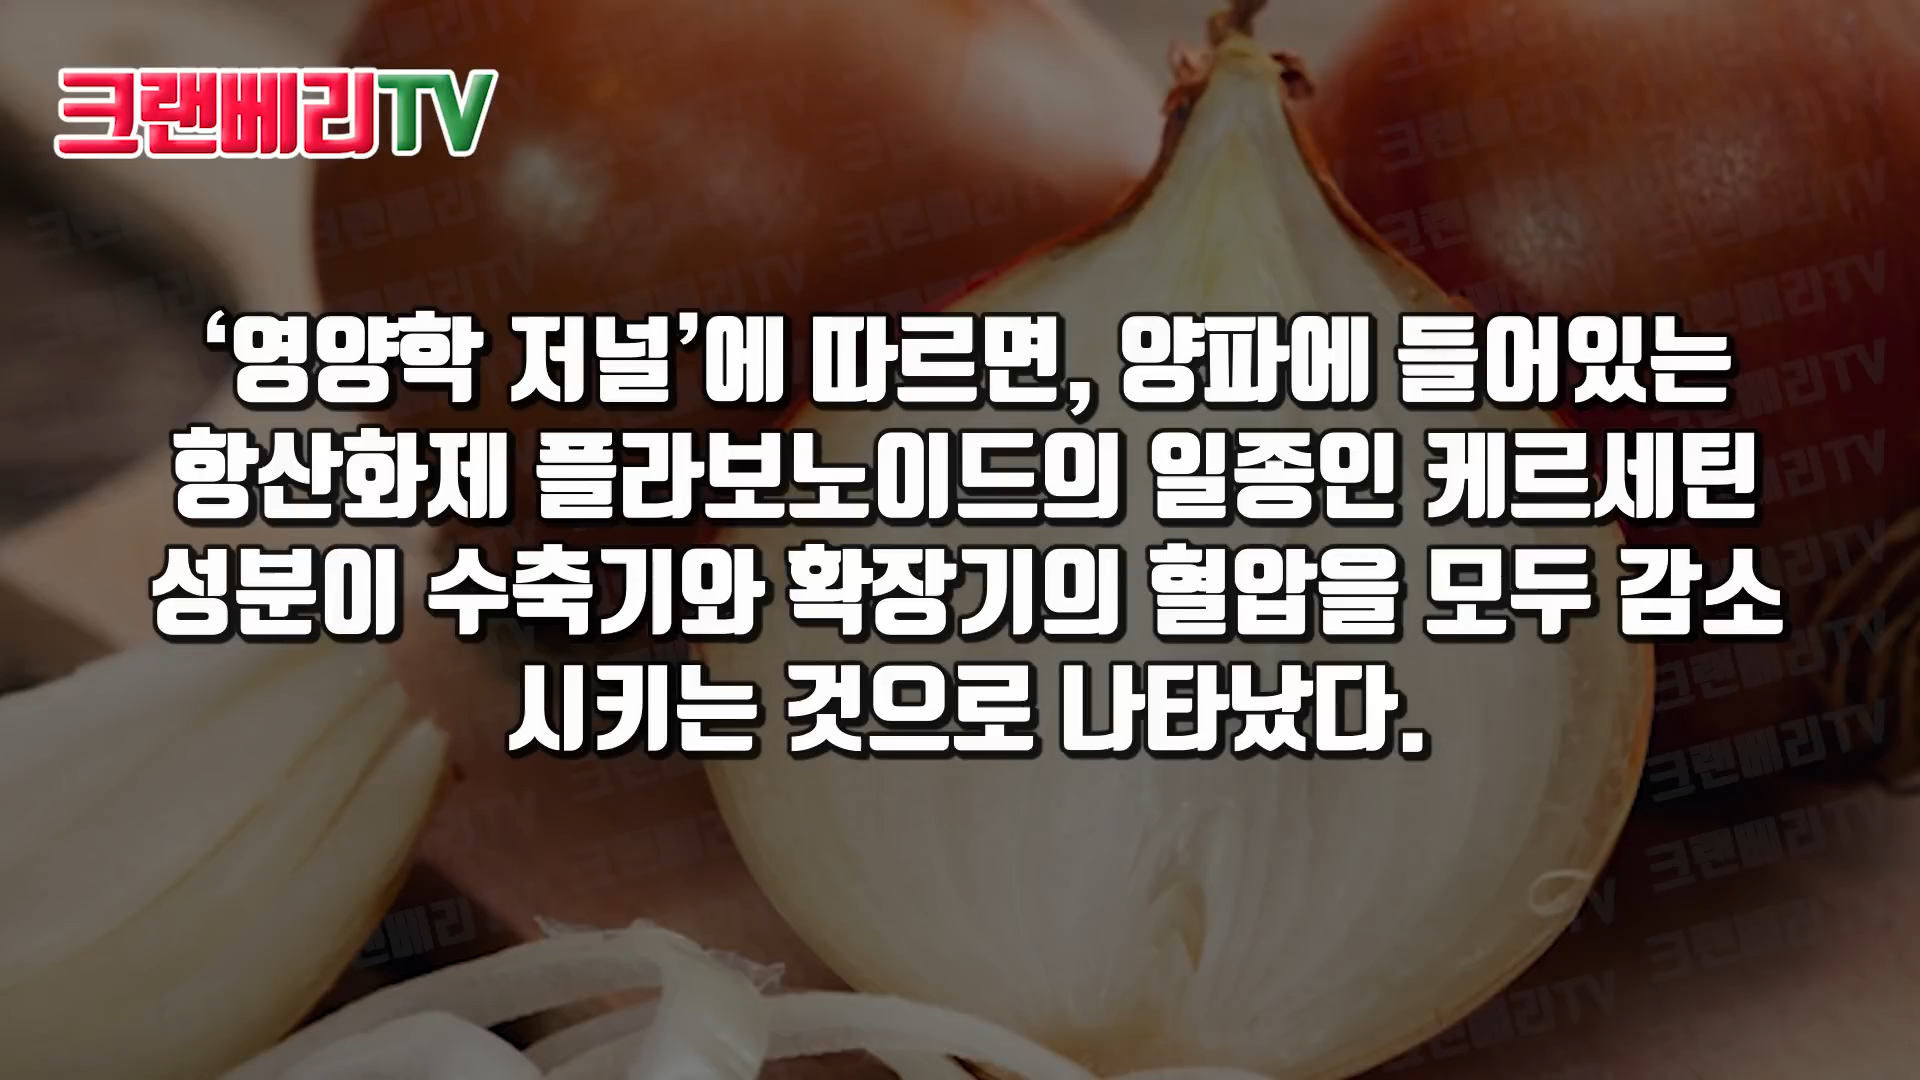 크랜베리TV
‘영양학 저널’에 따르면, 양파에 들어있는
항산화제 플라보노이드의 일종인 케르세틴
성분이 수축기와 확장기의 혈압을 모두 감소
시키는 것으로 나타났다.